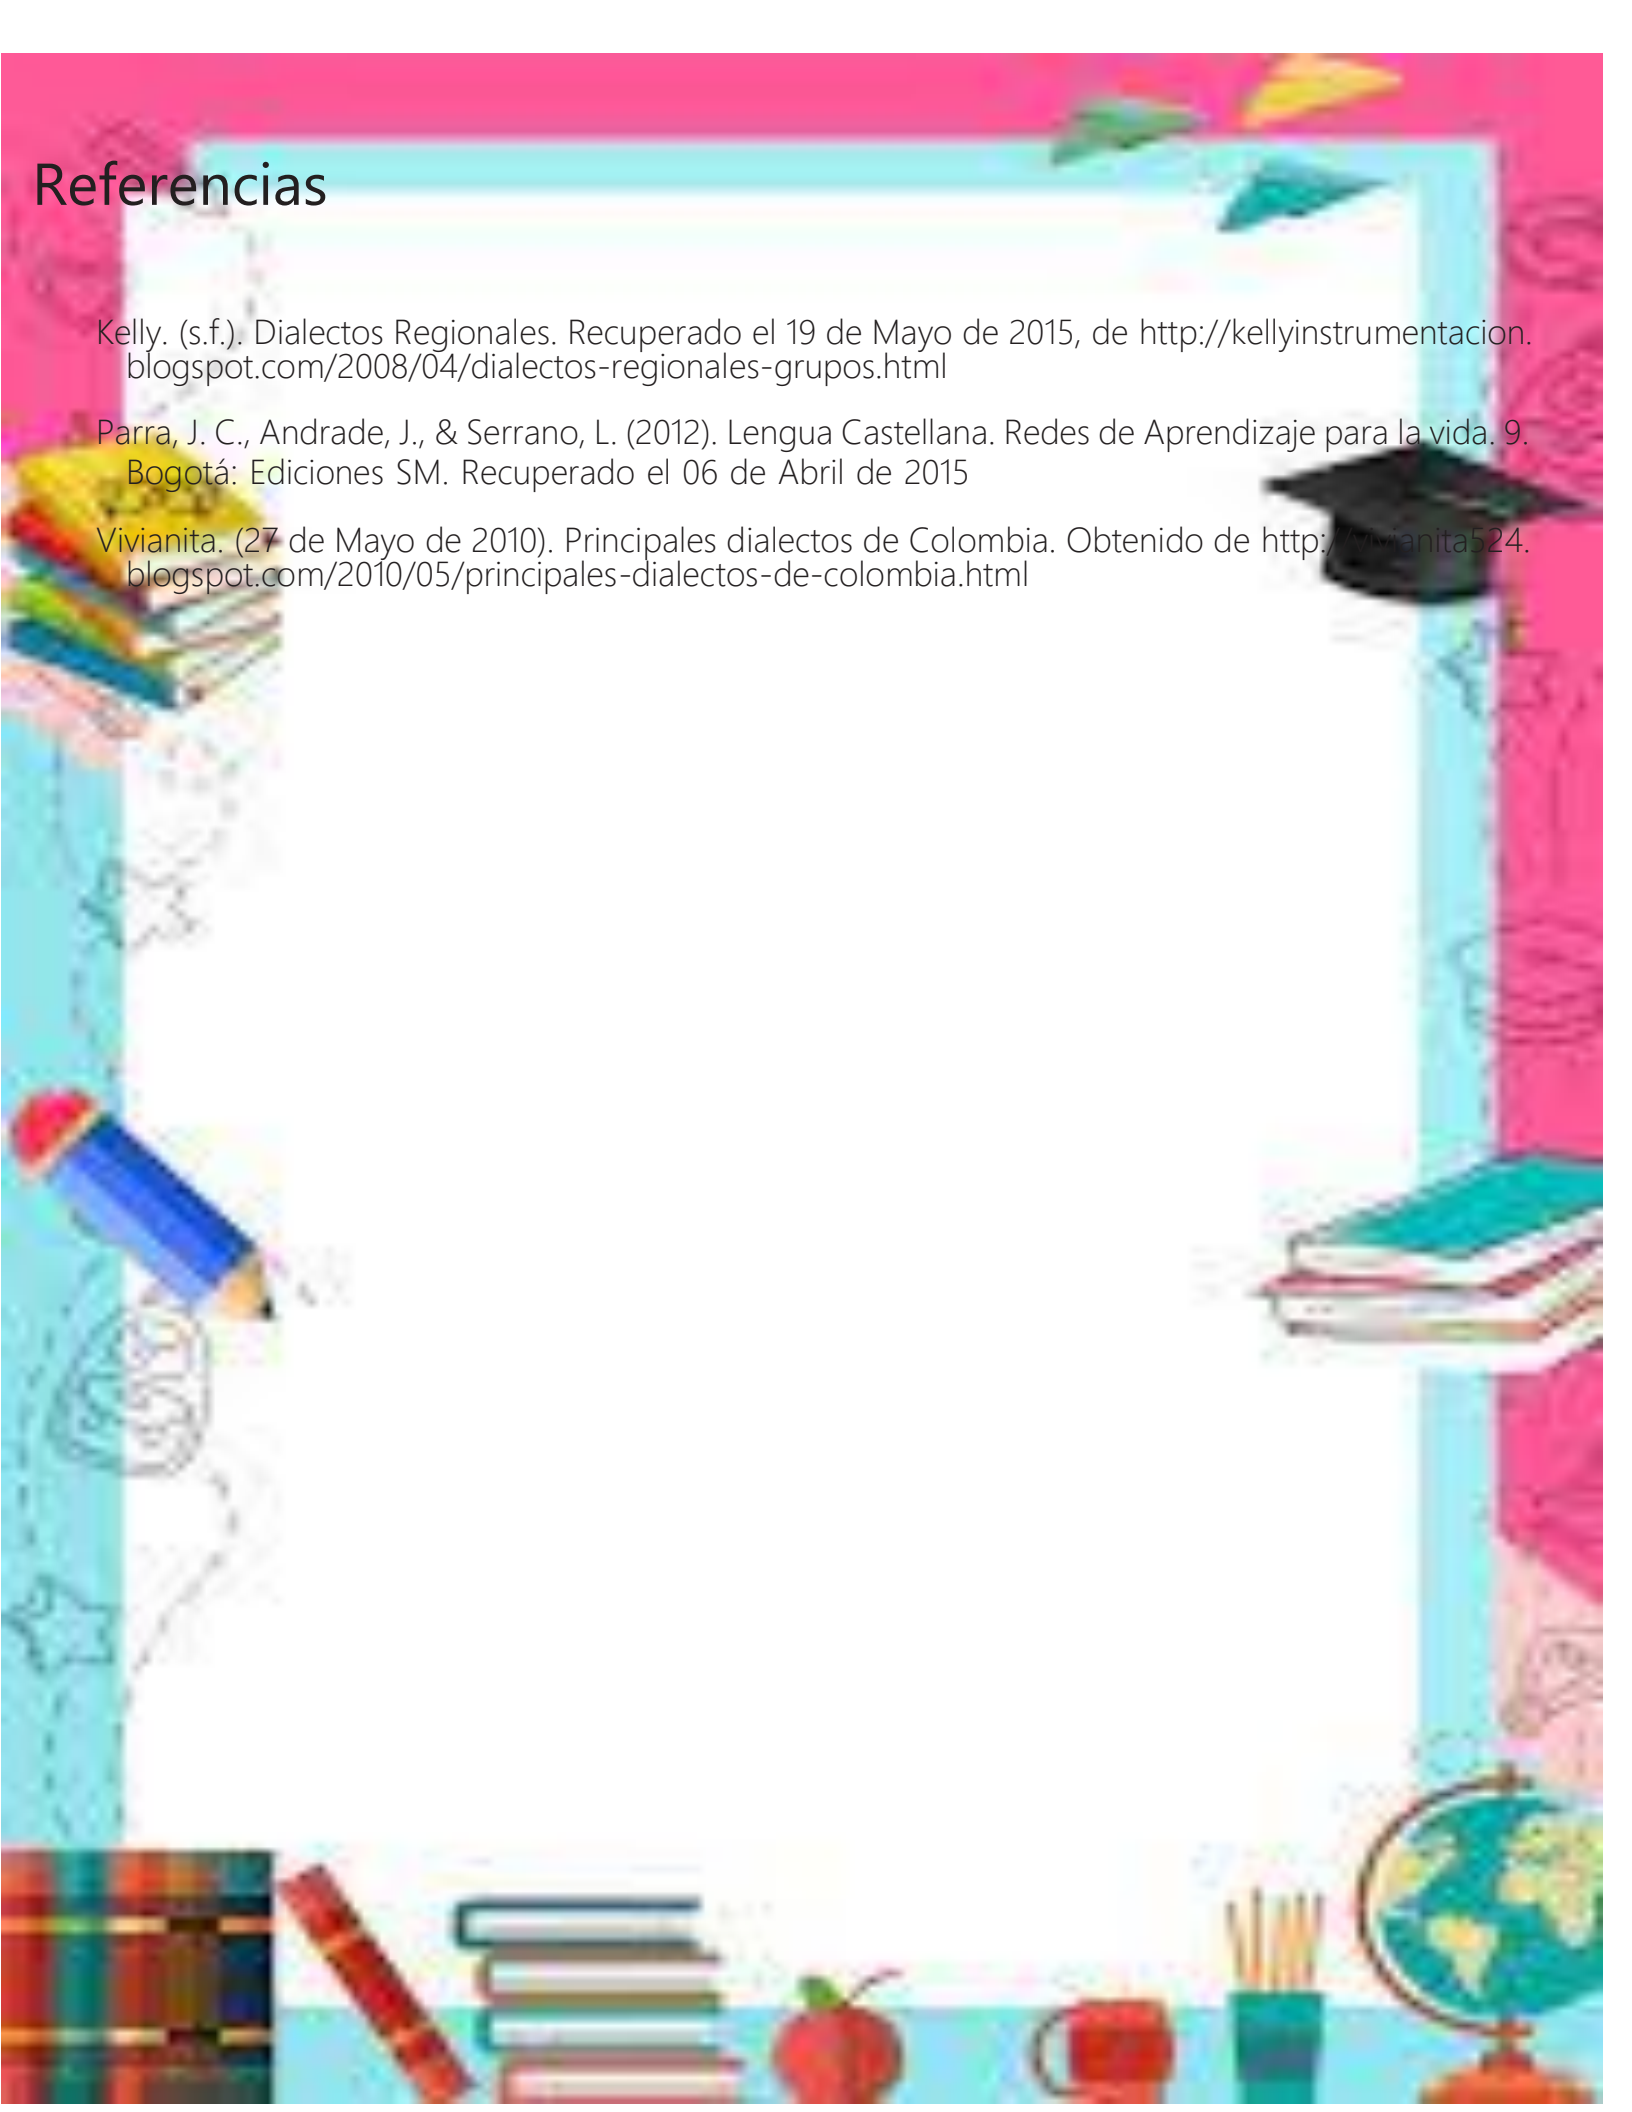 Referencias
Kelly. (s.f.). Dialectos Regionales. Recuperado el 19 de Mayo de 2015, de http://kellyinstrumentacion.
blogspot.com/2008/04/dialectos-regionales-grupos.html
Parra, J. C., Andrade, J., & Serrano, L. (2012). Lengua Castellana. Redes de Aprendizaje para la vida. 9.
Bogotá: Ediciones SM. Recuperado el 06 de Abril de 2015
Vivianita. (27 de Mayo de 2010). Principales dialectos de Colombia. Obtenido de http://vivianita524.
blogspot.com/2010/05/principales-dialectos-de-colombia.html